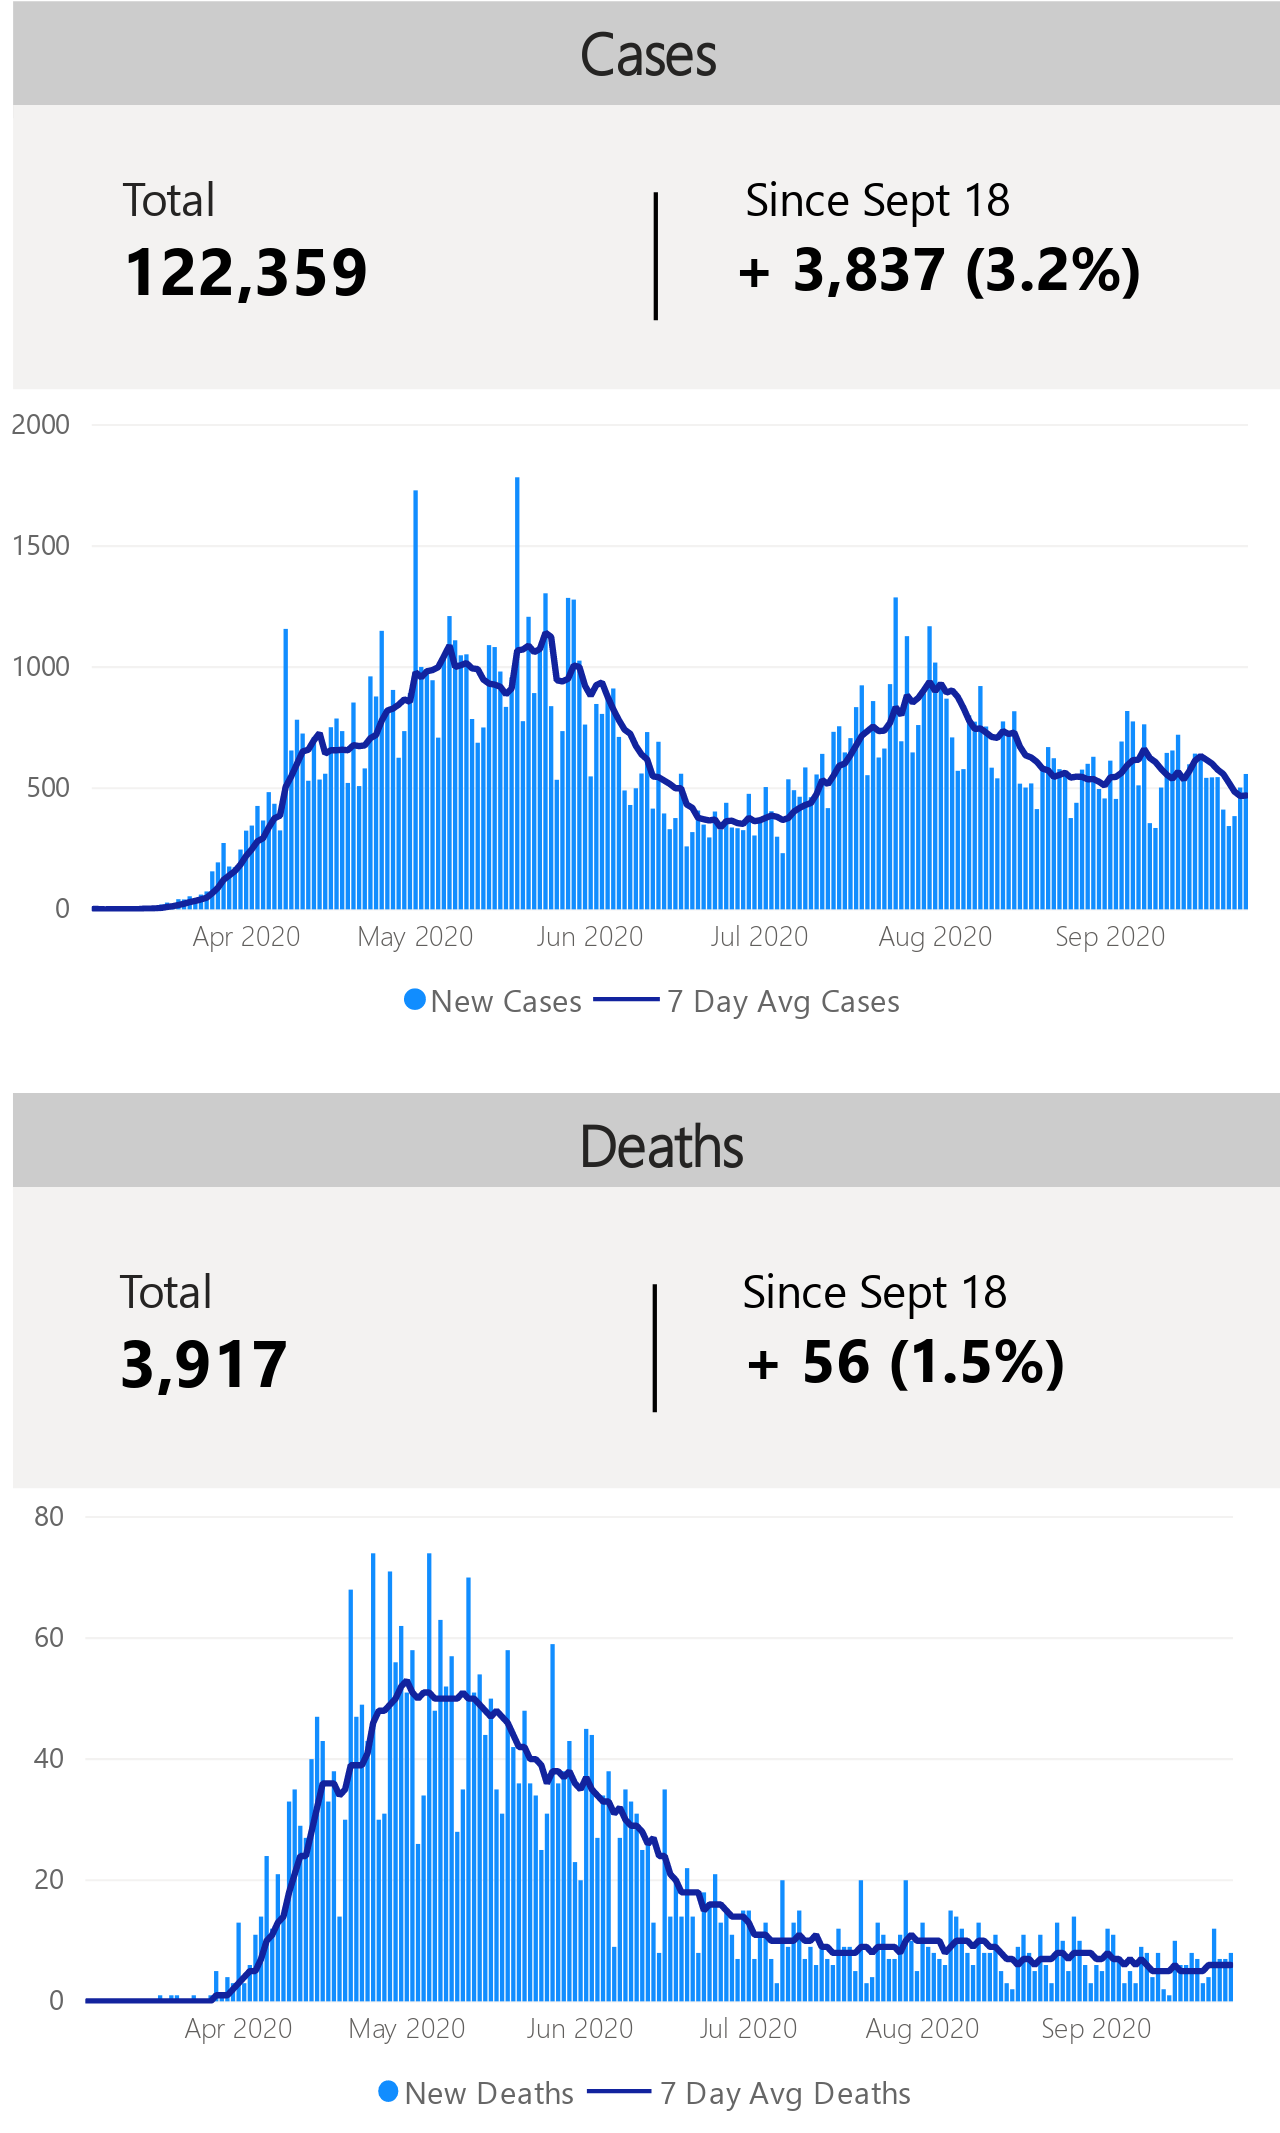 Cases
Total
Since Sept 18
122,359
+ 3,837 (3.2%)
2000
1500
1000
500
0
Apr 2020 May 2020 Jun 2020 Jul 2020 Aug 2020 Sep 2020
New Cases 7 Day Avg Cases
Deaths
Total
Since Sept 18
3,917
+ 56 (1.5%)
80
60
40
20
0
Apr 2020 May 2020 Jun 2020 Jul 2020 Aug 2020 Sep 2020
New Deaths 7 Day Avg Deaths